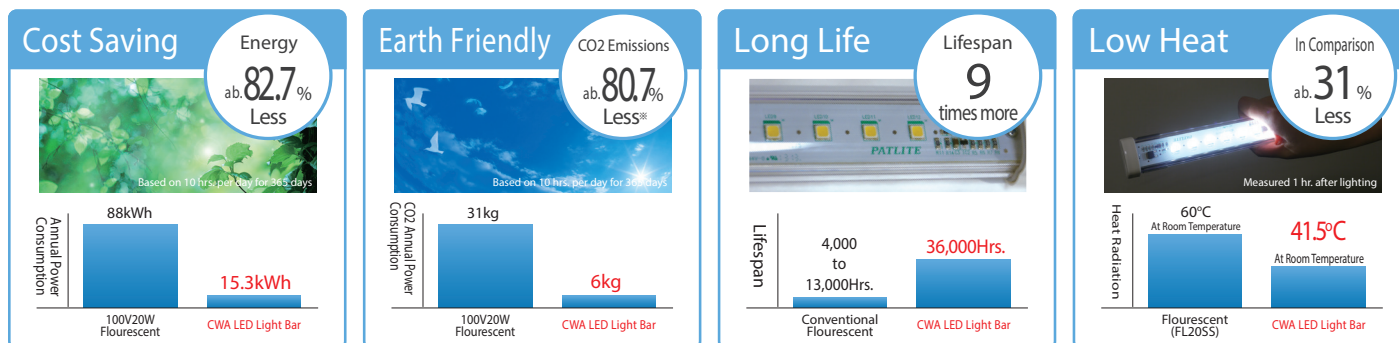 Cost Saving
Energy
ab.82.7%
Less
Based on 10 hrs. per day for 365 days
Annual Power
Consumption
88kWh
15.3kWh
100V20W
Flourescent
CWA LED Light Bar
Earth Friendly
CO2 Emissions
ab.80.7%
Less※
Based on 10 hrs. per day for 365 days
CO2 Annual Power
Consumption
31kg
6kg
100V20W
Flourescent
CWA LED Light Bar
Long Life
Lifespan
9
times more
PATLITE
Lifespan
4,000
to
13,000Hrs.
36,000Hrs.
Conventional
Flourescent
CWA LED Light Bar
Low Heat
In Comparison
ab.31%
Less
Measured 1 hr. after lighting
Heat Radiation
60°C
At Room Temperature
41.5°C
At Room Temperature
Flourescent
(FL20SS)
CWA LED Light Bar